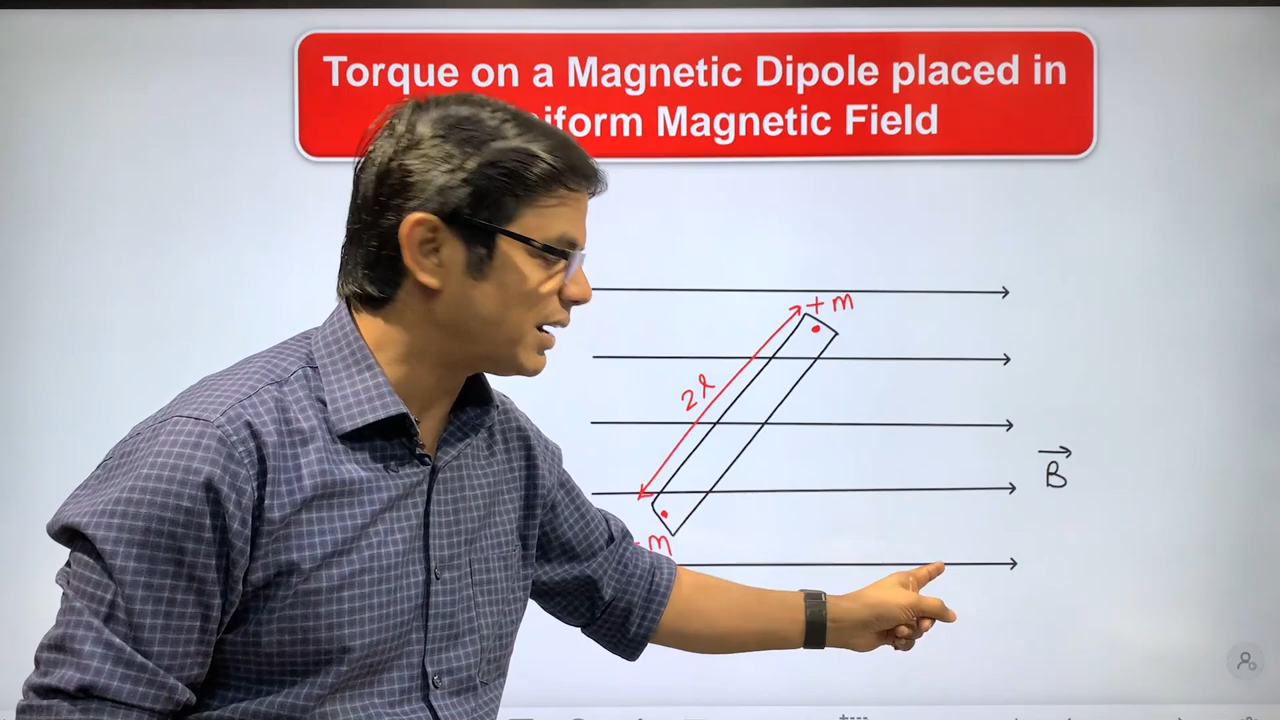 Torque on a Magnetic Dipole placed in
iform Magnetic Field
+m
2l
B
-m